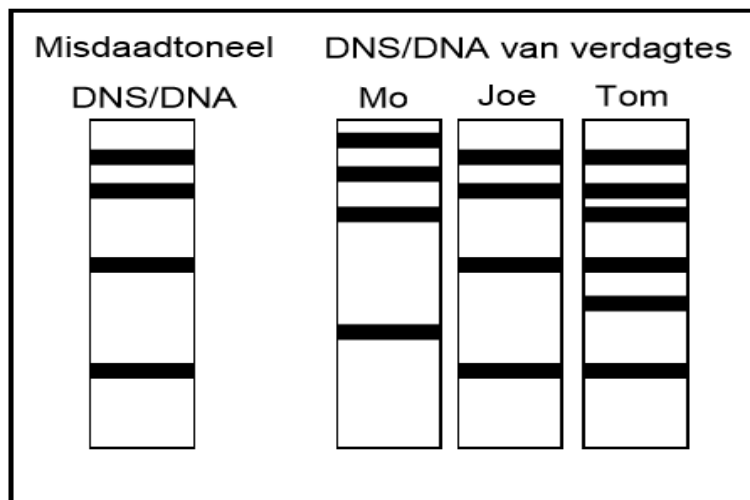 Misdaadtoneel
DNS/DNA
DNS/DNA van verdagtes
Mo Joe Tom